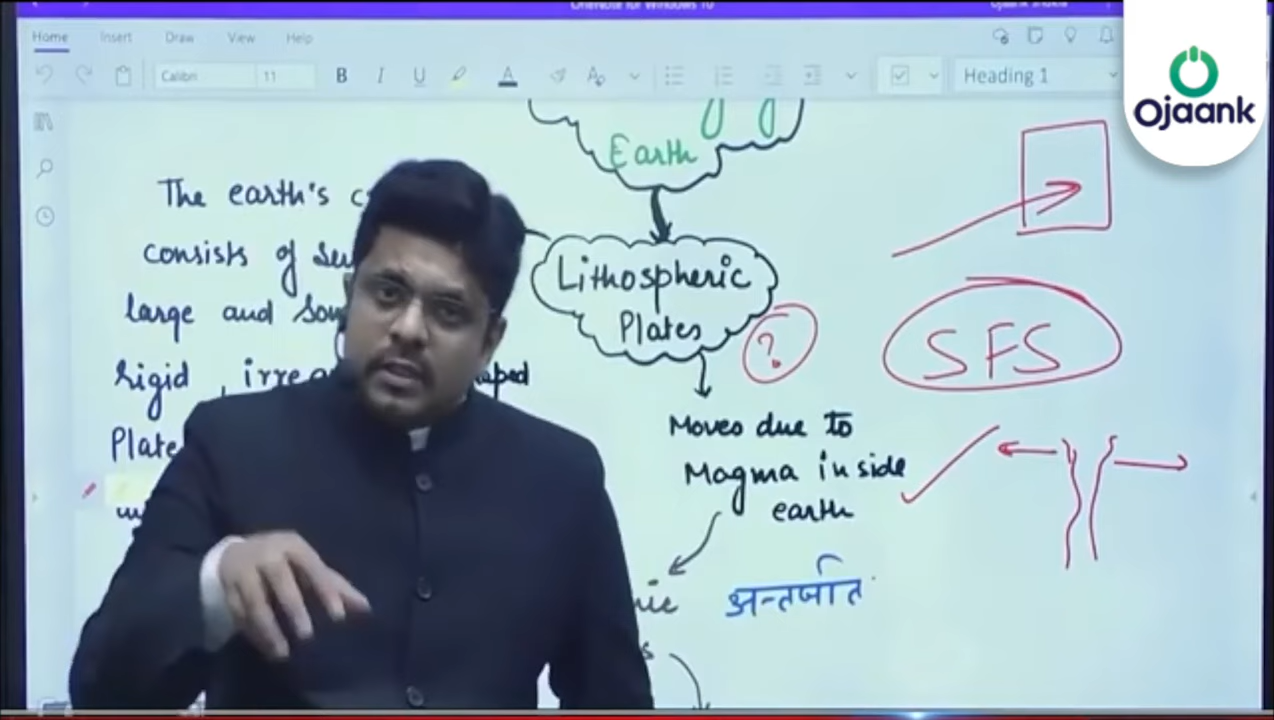 OneNote for Windows 10
Home Insert Draw View Help
Calibri 11 B I U A Heading 1
Ojaank
Earth
The earth's
consists of
large and
rigid, 
Lithospheric
Plates
?
SFS
Moves due to
Magma inside
earth
अन्तर्जात